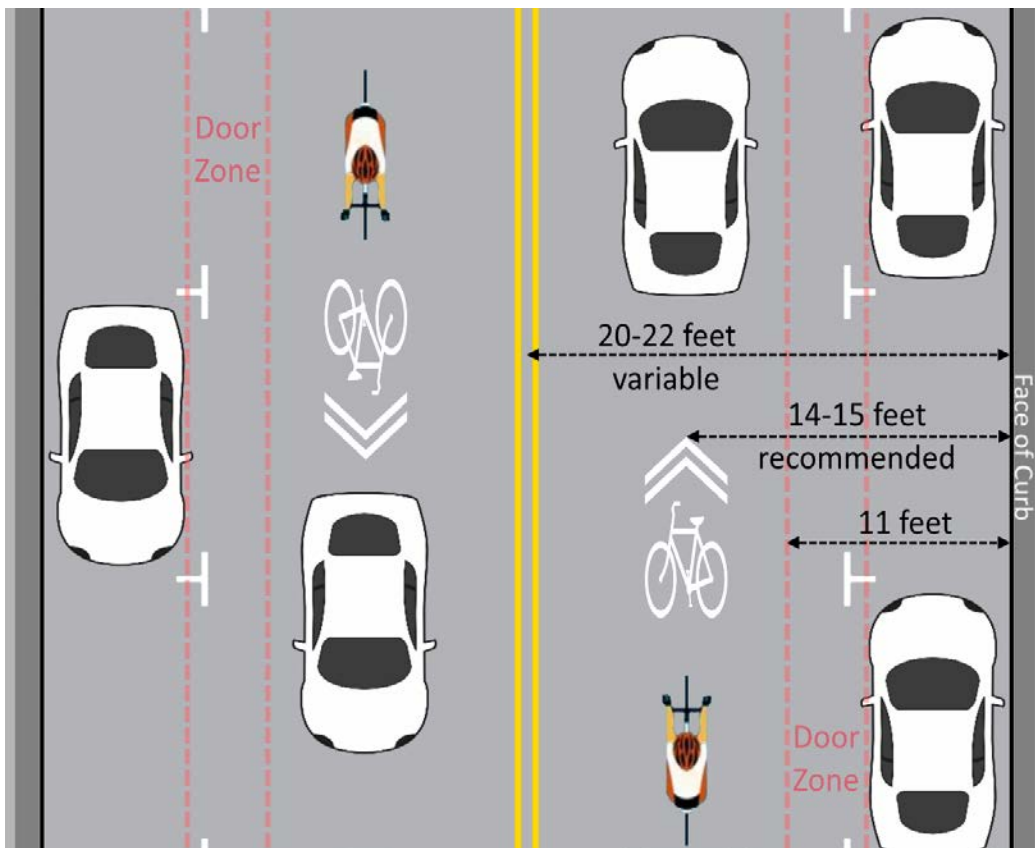 Door
Zone
20-22 feet
variable
14-15 feet
recommended
11 feet
Face of Curb
Door
Zone